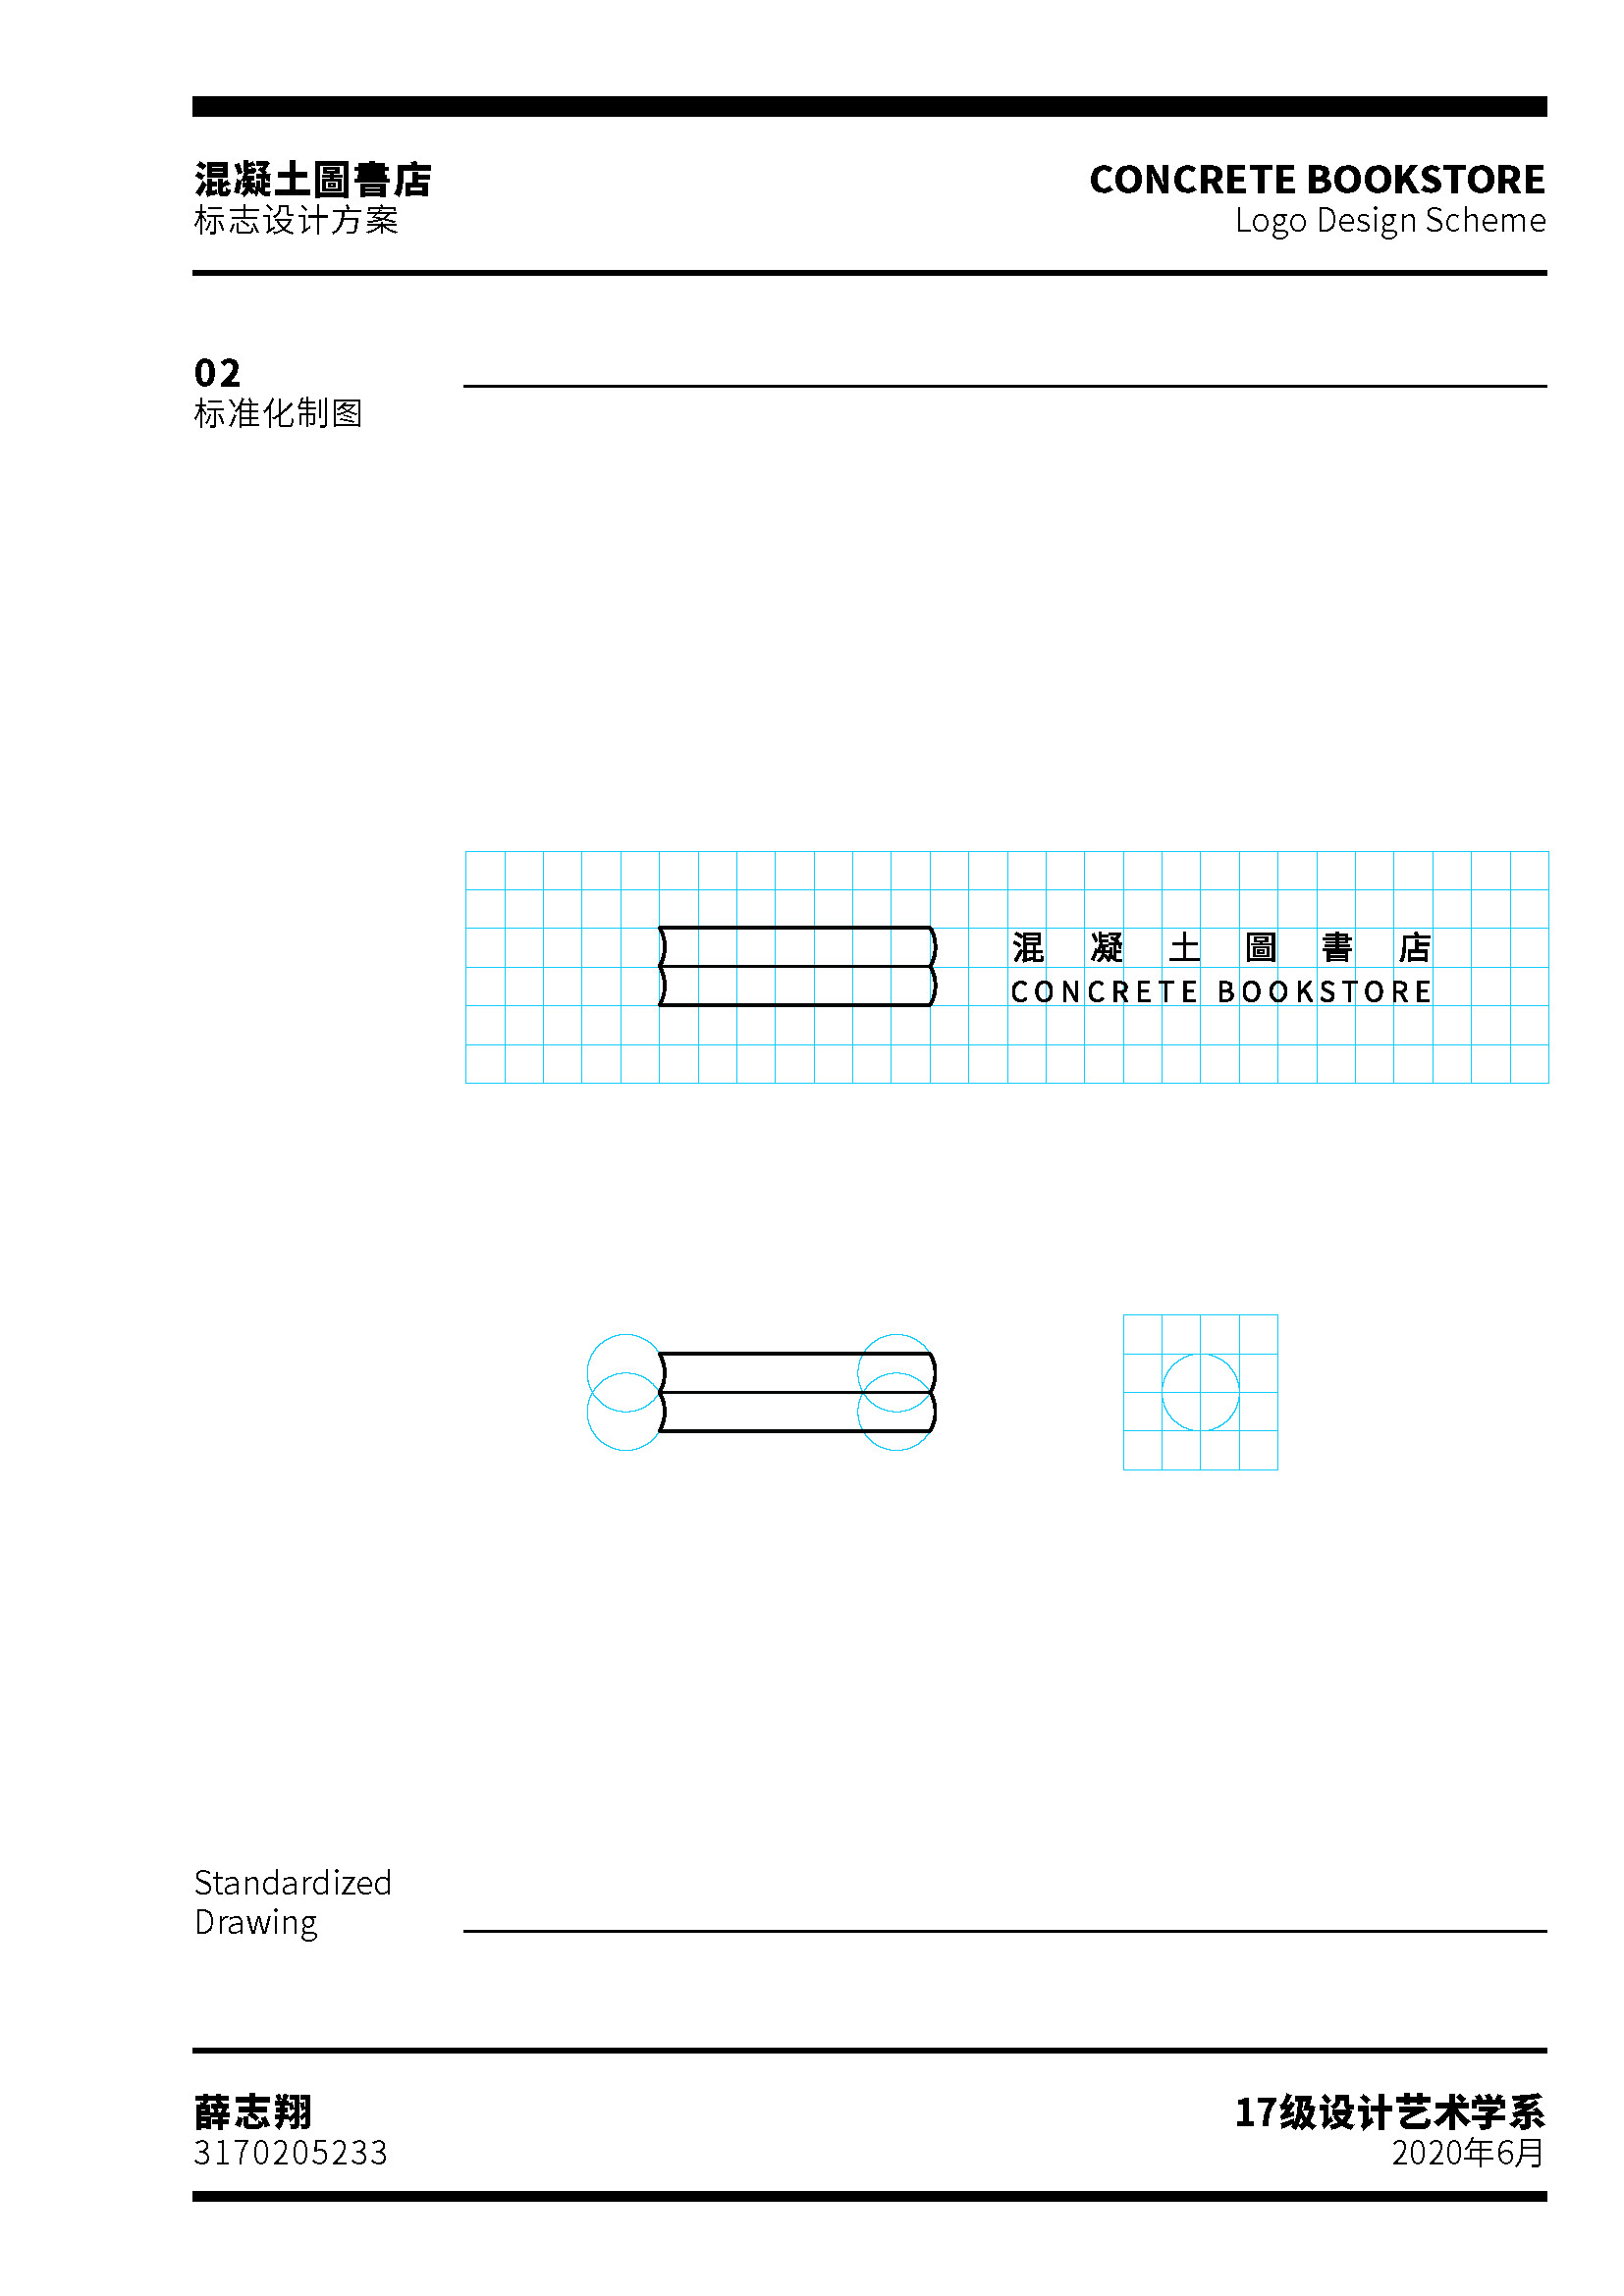 混凝土圖書店
标志设计方案
CONCRETE BOOKSTORE
Logo Design Scheme
02
标准化制图
混凝土圖書店
CONCRETE BOOKSTORE
Standardized
Drawing
薛志翔
3170205233
17级设计艺术学系
2020年6月